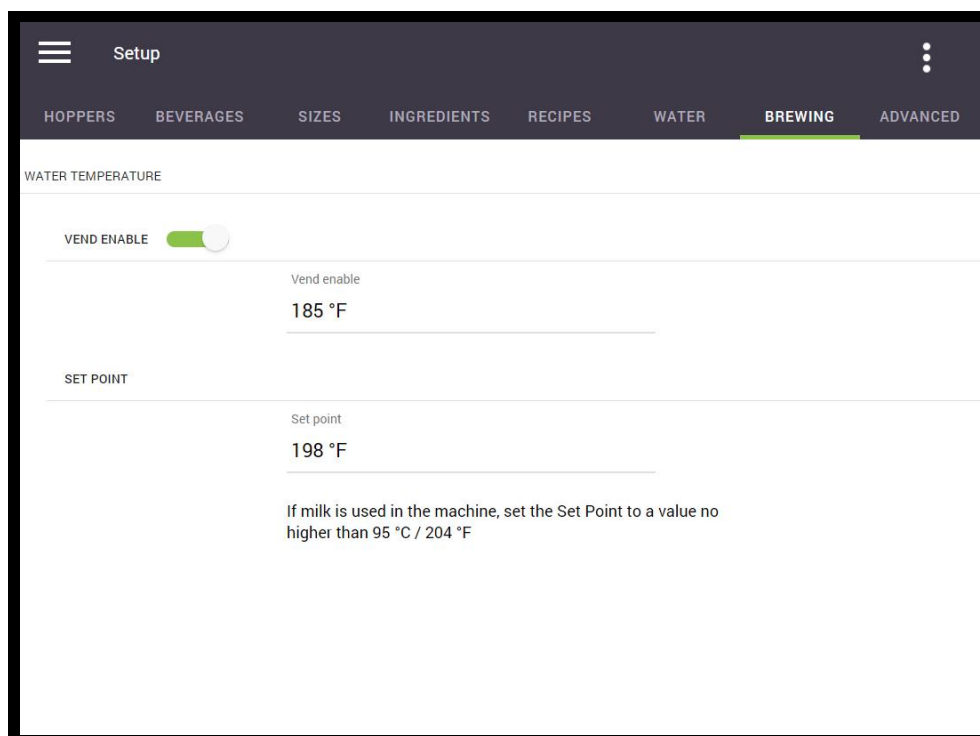 Setup
HOPPERS BEVERAGES SIZES INGREDIENTS RECIPES WATER BREWING ADVANCED
WATER TEMPERATURE
VEND ENABLE
Vend enable
185 °F
SET POINT
Set point
198 °F
If milk is used in the machine, set the Set Point to a value no
higher than 95 °C / 204 °F